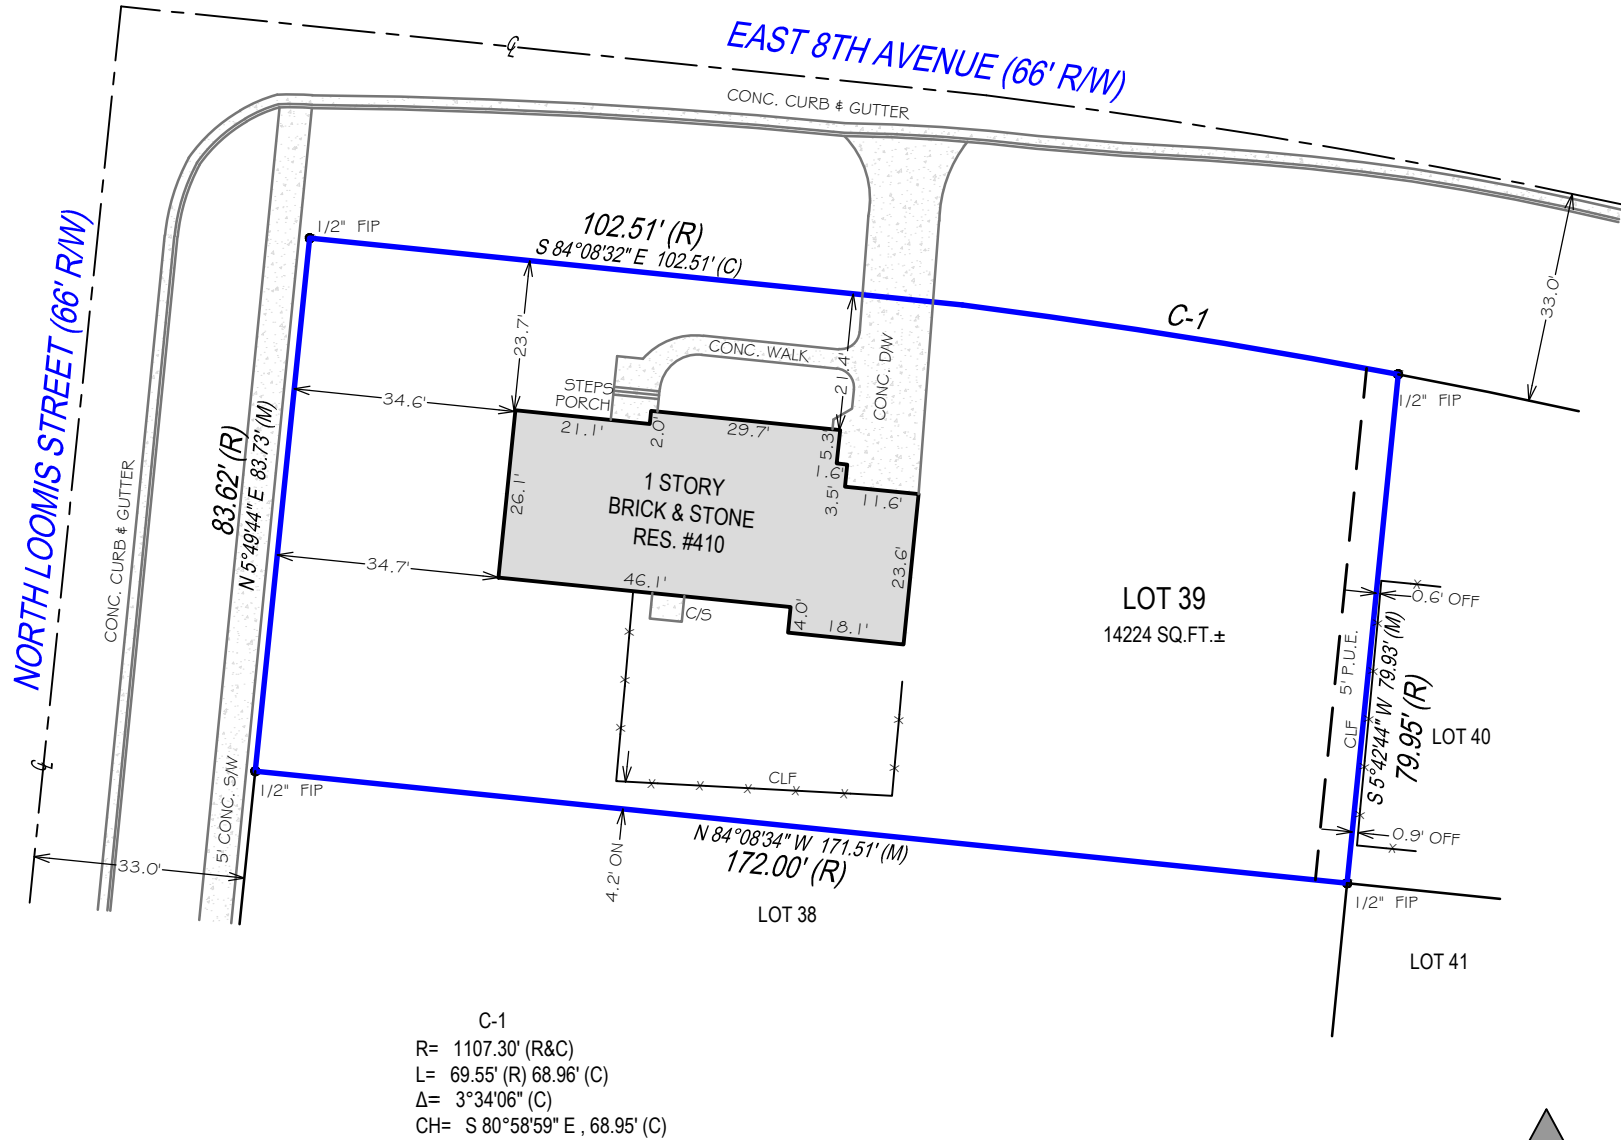 EAST 8TH AVENUE (66' R/W)
CONC. CURB & GUTTER
NORTH LOOMIS STREET (66' R/W)
CONC. CURB & GUTTER
5' CONC. S/W
33.0'
1/2" FIP
102.51' (R)
S 84°08'32" E 102.51' (C)
C-1
33.0'
1/2" FIP
83.62' (R)
N 5°49'44" E 83.73' (M)
34.6'
34.7'
23.7'
21.4'
CONC. WALK
CONC. D/W
STEPS
PORCH
21.1'
2.0'
29.7'
5.3'
1.6'
3.5'
11.6'
26.1'
23.6'
46.1'
4.0'
18.1'
C/S
1 STORY
BRICK & STONE
RES. #410
LOT 39
14224 SQ.FT.±
0.6' OFF
5' P.U.E.
CLF
S 5°42'44" W 79.93' (M)
79.95' (R)
LOT 40
0.9' OFF
CLF
1/2" FIP
4.2' ON
N 84°08'34" W 171.51' (M)
172.00' (R)
1/2" FIP
LOT 38
LOT 41
C-1
R= 1107.30' (R&C)
L= 69.55' (R) 68.96' (C)
Δ= 3°34'06" (C)
CH= S 80°58'59" E , 68.95' (C)